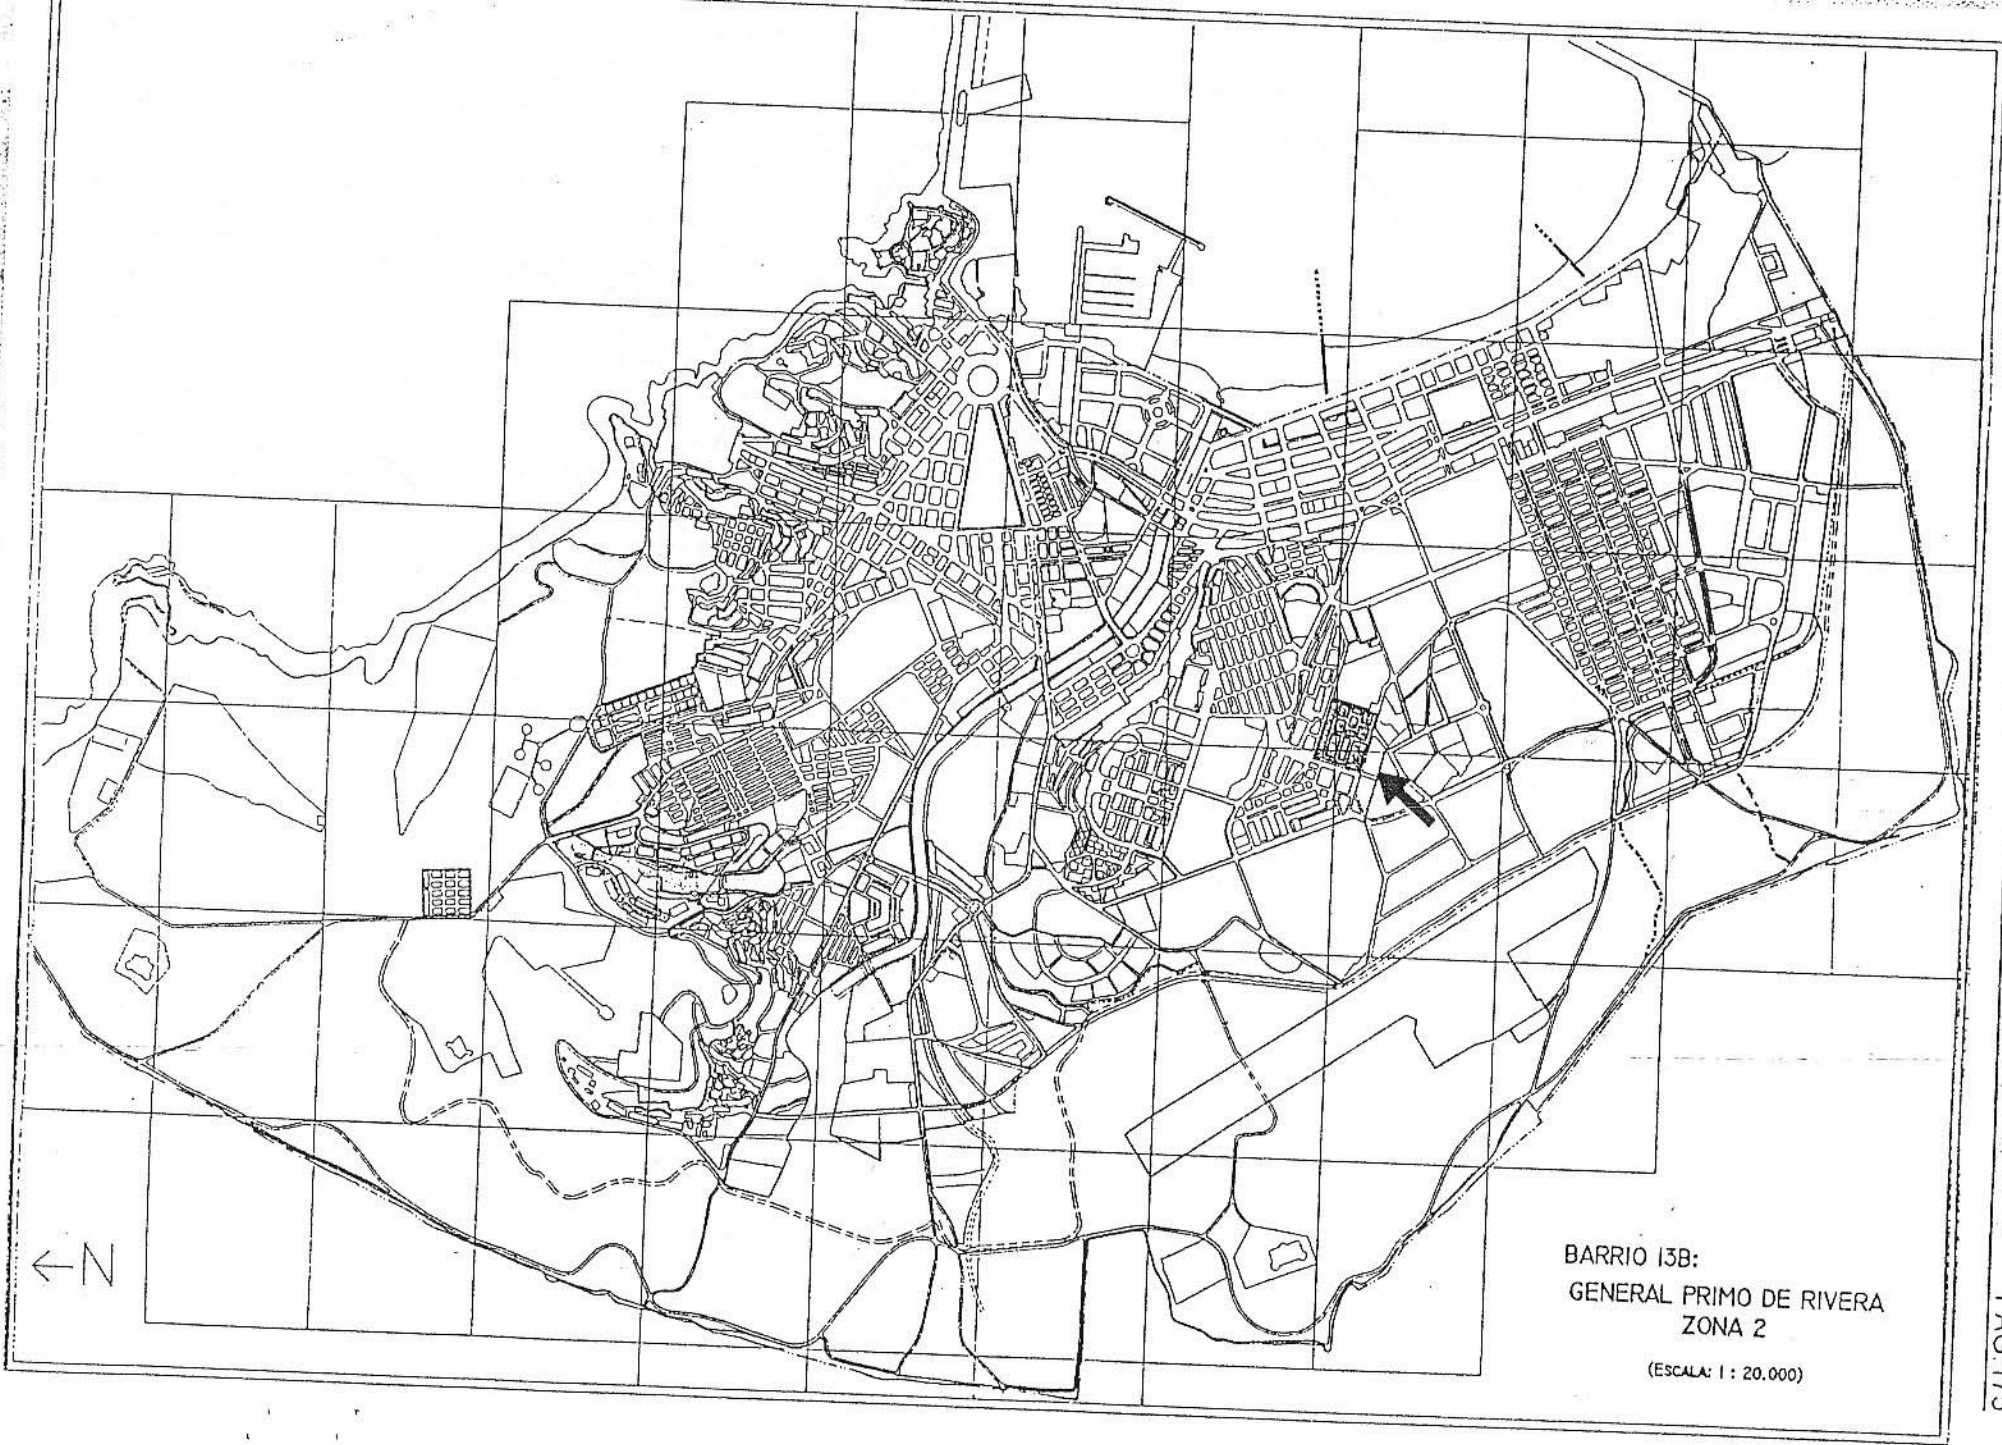 ←N
BARRIO 13B:
GENERAL PRIMO DE RIVERA
ZONA 2
(ESCALA: 1 : 20.000)